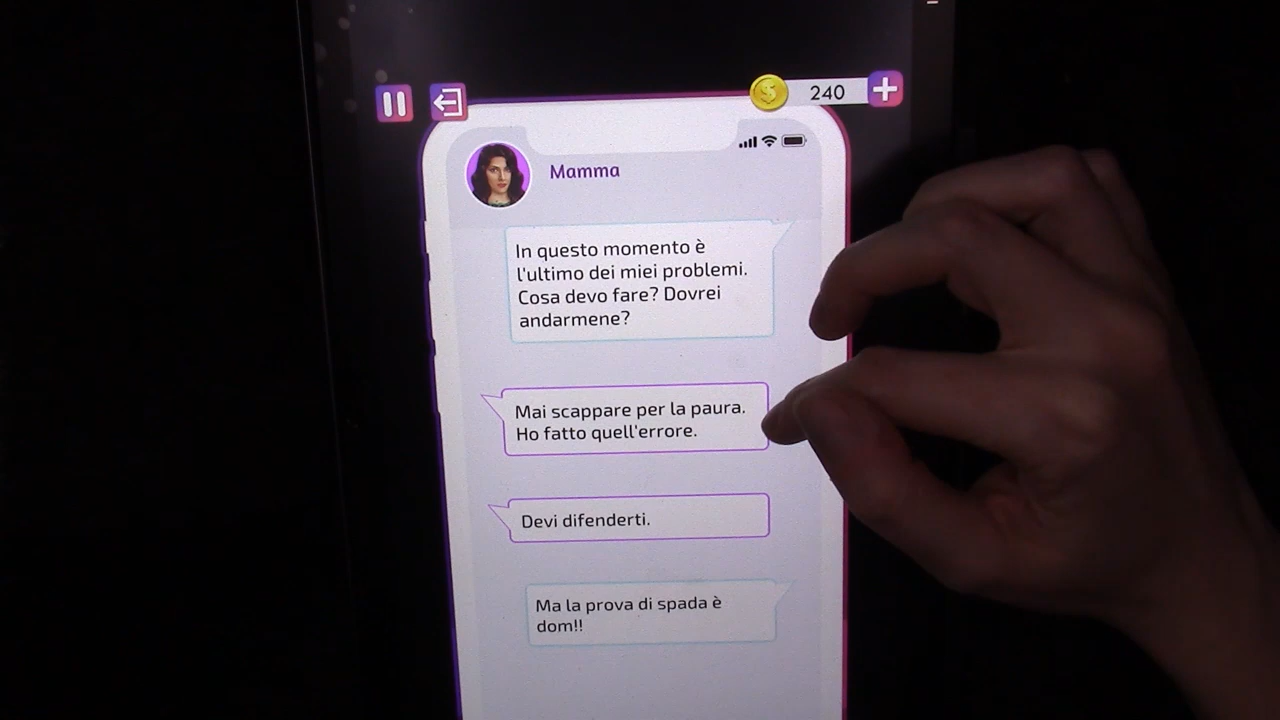 240
Mamma
In questo momento è
l'ultimo dei miei problemi.
Cosa devo fare? Dovrei
andarmene?
Mai scappare per la paura.
Ho fatto quell'errore.
Devi difenderti.
Ma la prova di spada è
dom!!